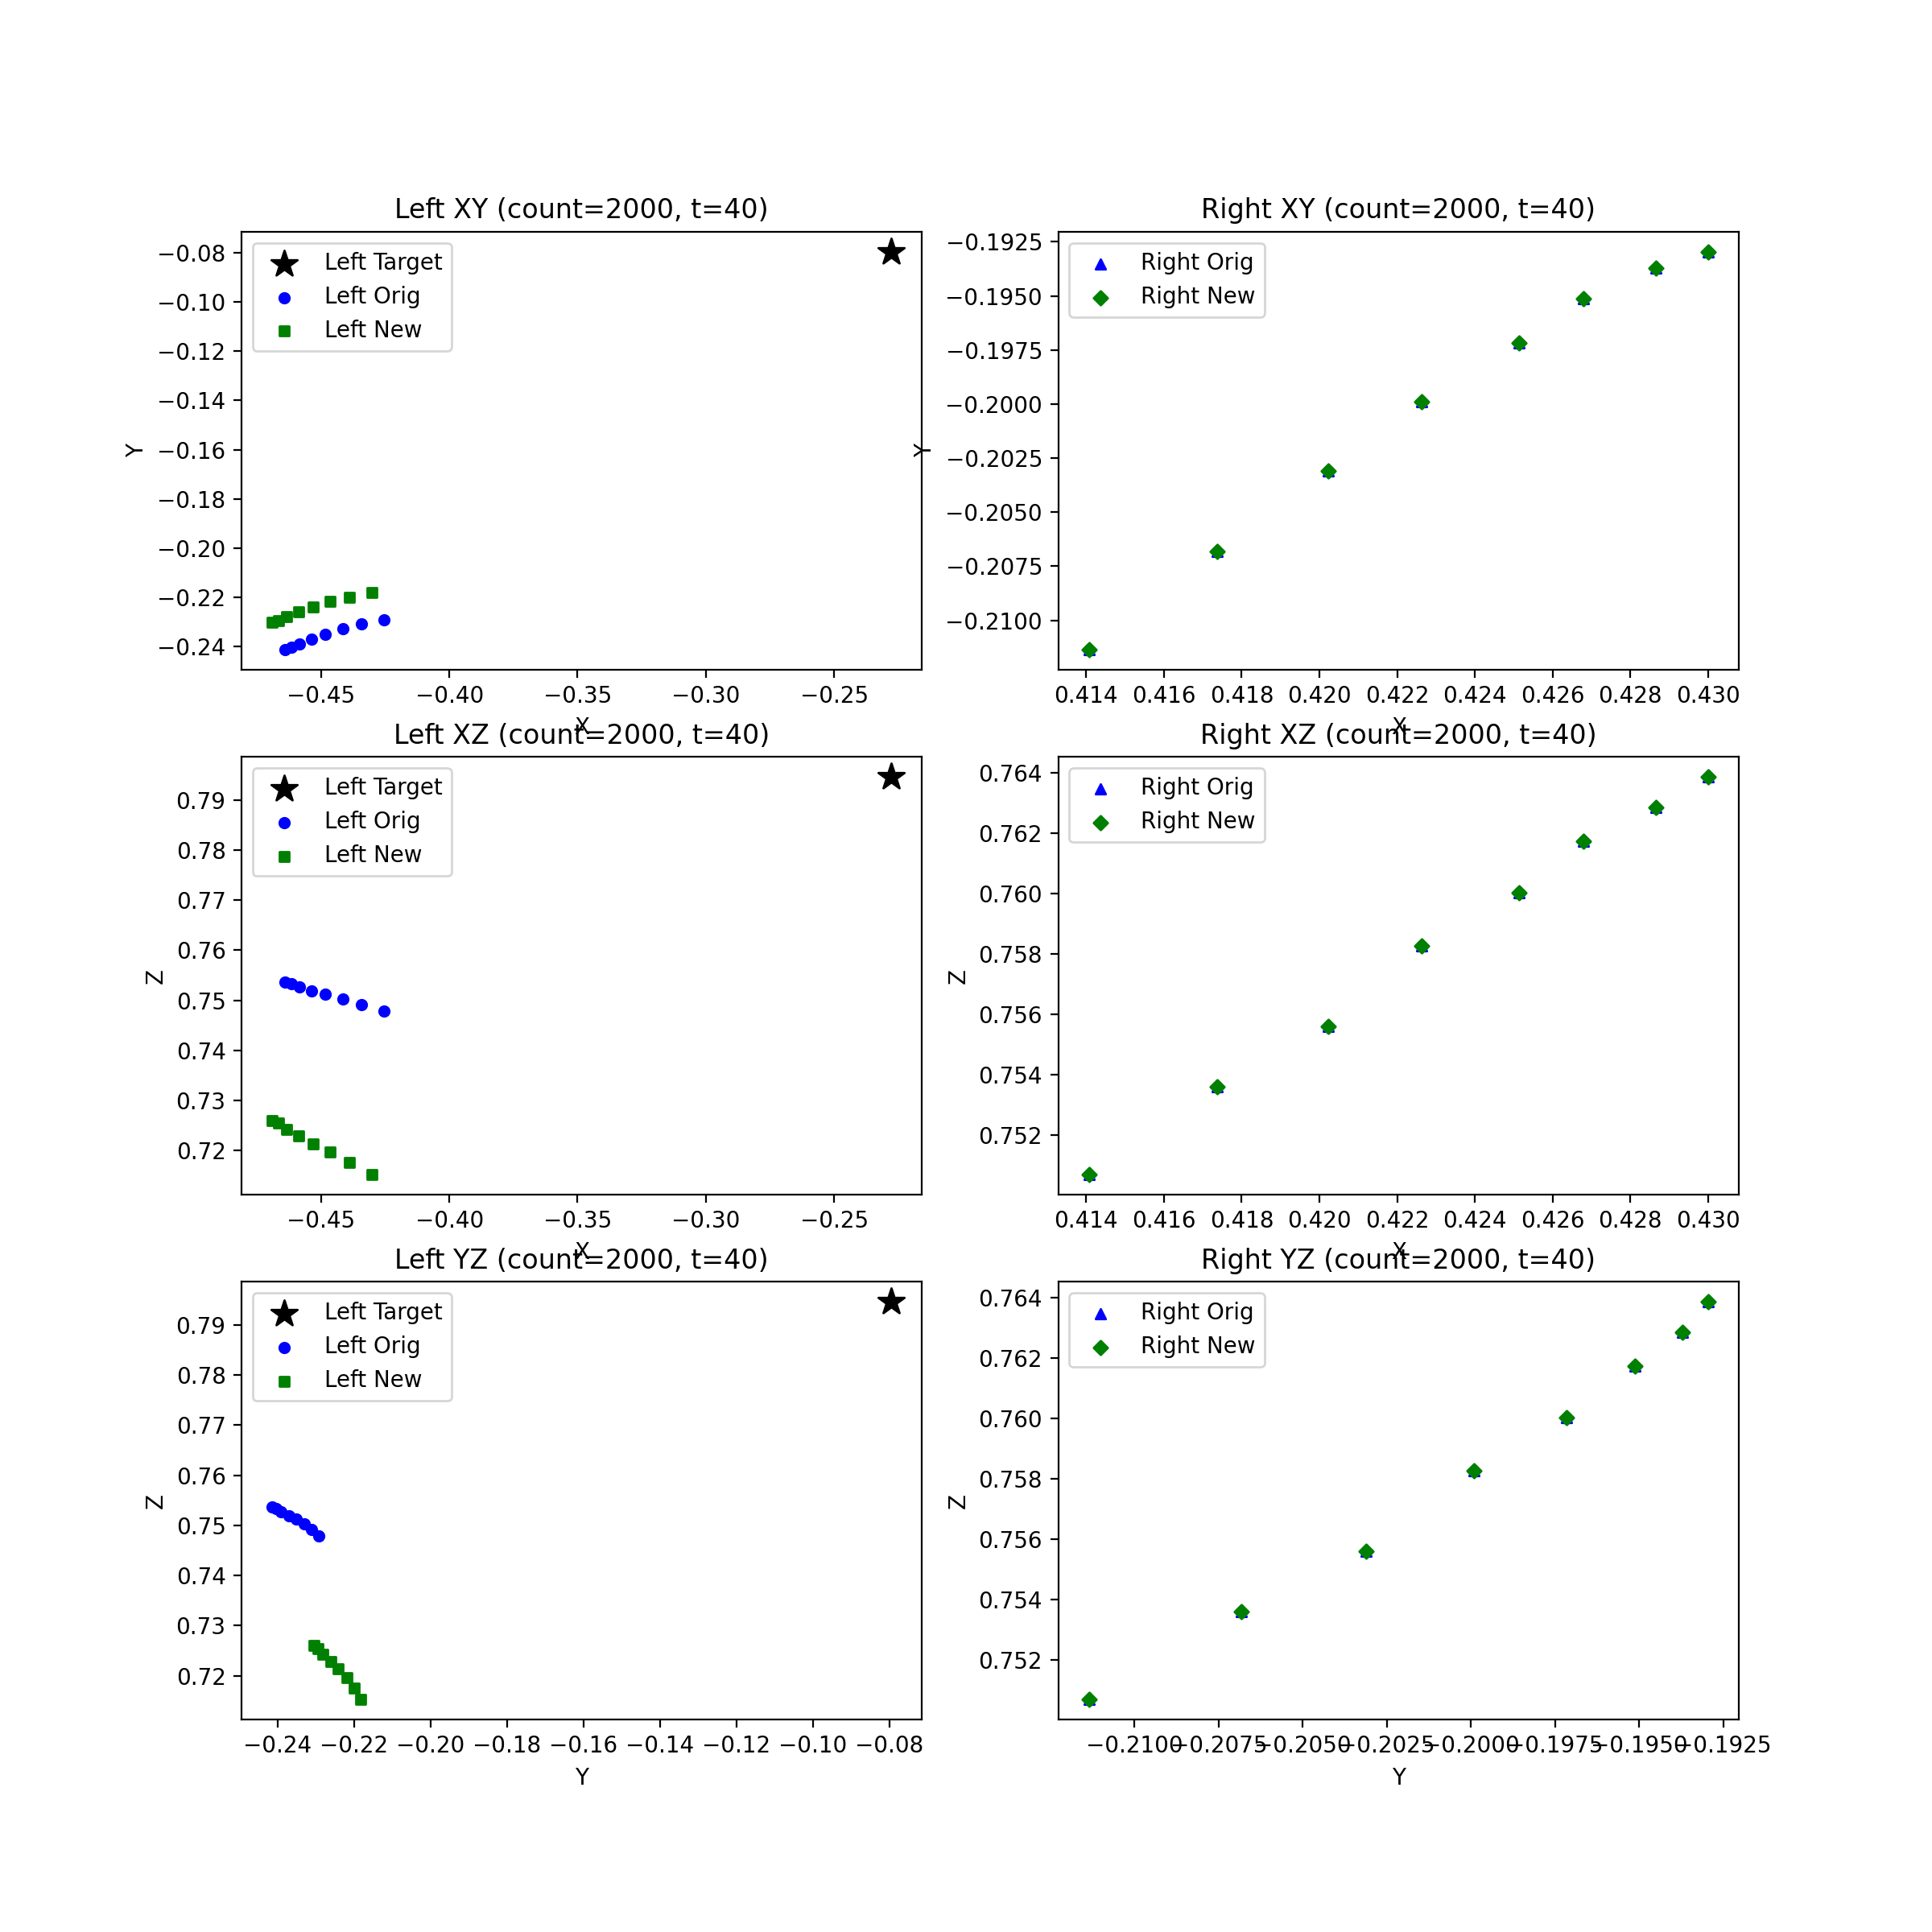 Left XY (count=2000, t=40)
Left Target
Left Orig
Left New
−0.08
−0.10
−0.12
−0.14
−0.16
−0.18
−0.20
−0.22
−0.24
Y
−0.45 −0.40 −0.35 −0.30 −0.25
X
Right XY (count=2000, t=40)
Right Orig
Right New
−0.1925
−0.1950
−0.1975
−0.2000
−0.2025
−0.2050
−0.2075
−0.2100
Y
0.414 0.416 0.418 0.420 0.422 0.424 0.426 0.428 0.430
X
Left XZ (count=2000, t=40)
Left Target
Left Orig
Left New
0.79
0.78
0.77
0.76
0.75
0.74
0.73
0.72
Z
−0.45 −0.40 −0.35 −0.30 −0.25
X
Right XZ (count=2000, t=40)
Right Orig
Right New
0.764
0.762
0.760
0.758
0.756
0.754
0.752
Z
0.414 0.416 0.418 0.420 0.422 0.424 0.426 0.428 0.430
X
Left YZ (count=2000, t=40)
Left Target
Left Orig
Left New
0.79
0.78
0.77
0.76
0.75
0.74
0.73
0.72
Z
−0.24 −0.22 −0.20 −0.18 −0.16 −0.14 −0.12 −0.10 −0.08
Y
Right YZ (count=2000, t=40)
Right Orig
Right New
0.764
0.762
0.760
0.758
0.756
0.754
0.752
Z
−0.2100 −0.2075 −0.2050 −0.2025 −0.2000 −0.1975 −0.1950 −0.1925
Y